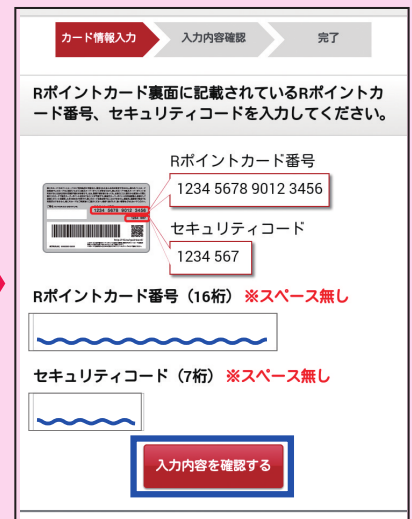 カード情報入力
入力内容確認
完了
Rポイントカード裏面に記載されているRポイントカ
ード番号、セキュリティコードを入力してください。
Rポイントカード番号
1234 5678 9012 3456
セキュリティコード
1234 567
1234 5678 9012 3456
Rポイントカード番号（16桁）※スペース無し
セキュリティコード（7桁）※スペース無し
入力内容を確認する